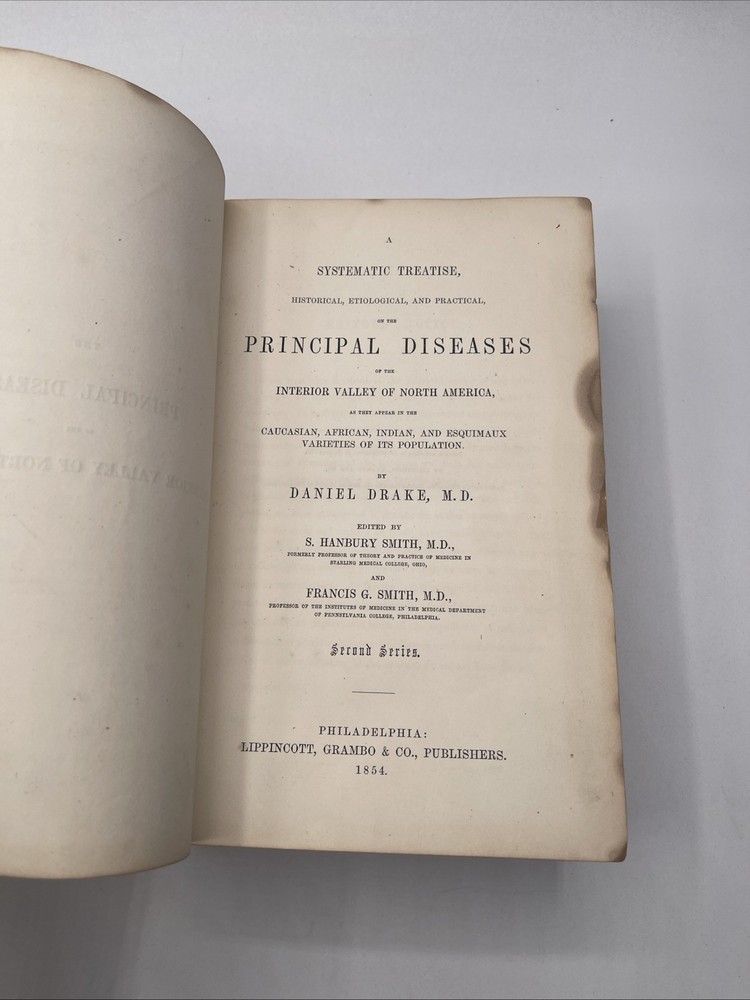 A
SYSTEMATIC TREATISE,
HISTORICAL, ETIOLOGICAL, AND PRACTICAL,
ON THE
PRINCIPAL DISEASES
OF THE
INTERIOR VALLEY OF NORTH AMERICA,
AS THEY APPEAR IN THE
CAUCASIAN, AFRICAN, INDIAN, AND ESQUIMAUX
VARIETIES OF ITS POPULATION.
BY
DANIEL DRAKE, M.D.
EDITED BY
S. HANBURY SMITH, M.D.,
FORMERLY PROFESSOR OF THEORY AND PRACTICE OF MEDICINE IN
STARLING MEDICAL COLLEGE, OHIO,
AND
FRANCIS G. SMITH, M.D.,
PROFESSOR OF THE INSTITUTES OF MEDICINE IN THE MEDICAL DEPARTMENT
OF PENNSYLVANIA COLLEGE, PHILADELPHIA.
Second Series.
PHILADELPHIA:
LIPPINCOTT, GRAMBO & CO., PUBLISHERS.
1854.